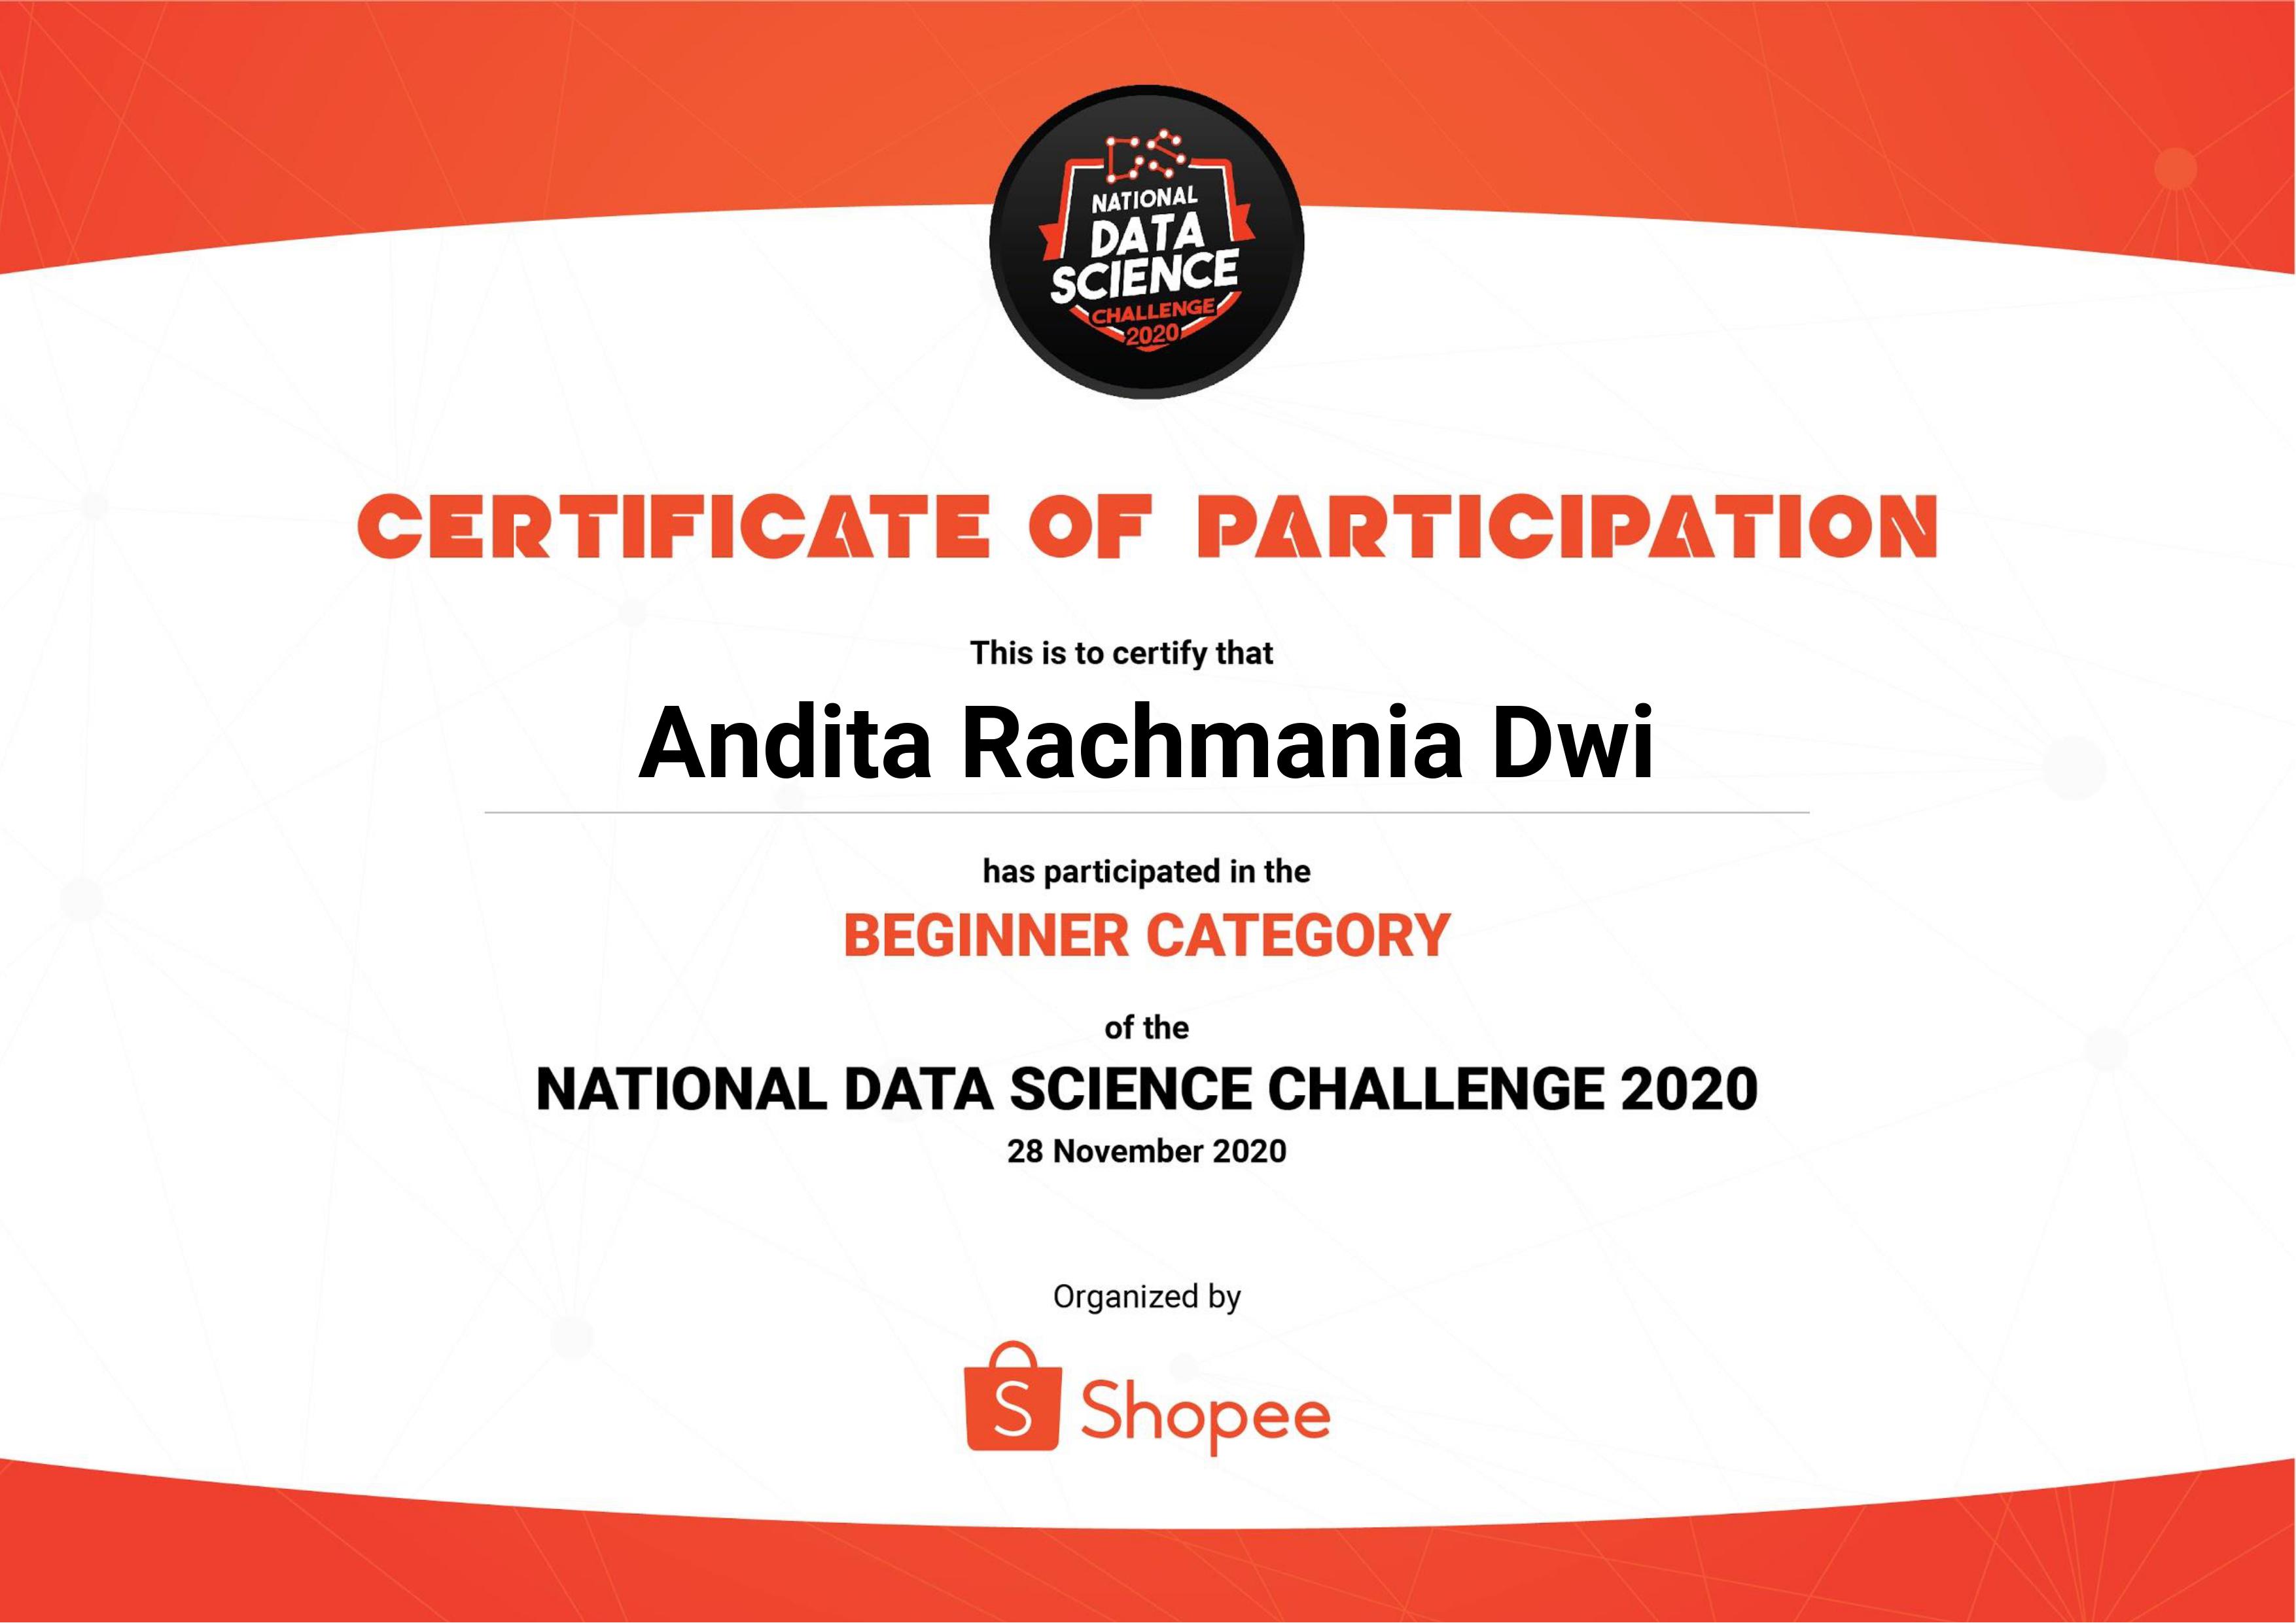 NATIONAL
DATA
SCIENCE
CHALLENGE
2020
CERTIFICATE OF PARTICIPATION
This is to certify that
Andita Rachmania Dwi
has participated in the
BEGINNER CATEGORY
of the
NATIONAL DATA SCIENCE CHALLENGE 2020
28 November 2020
Organized by
S Shopee